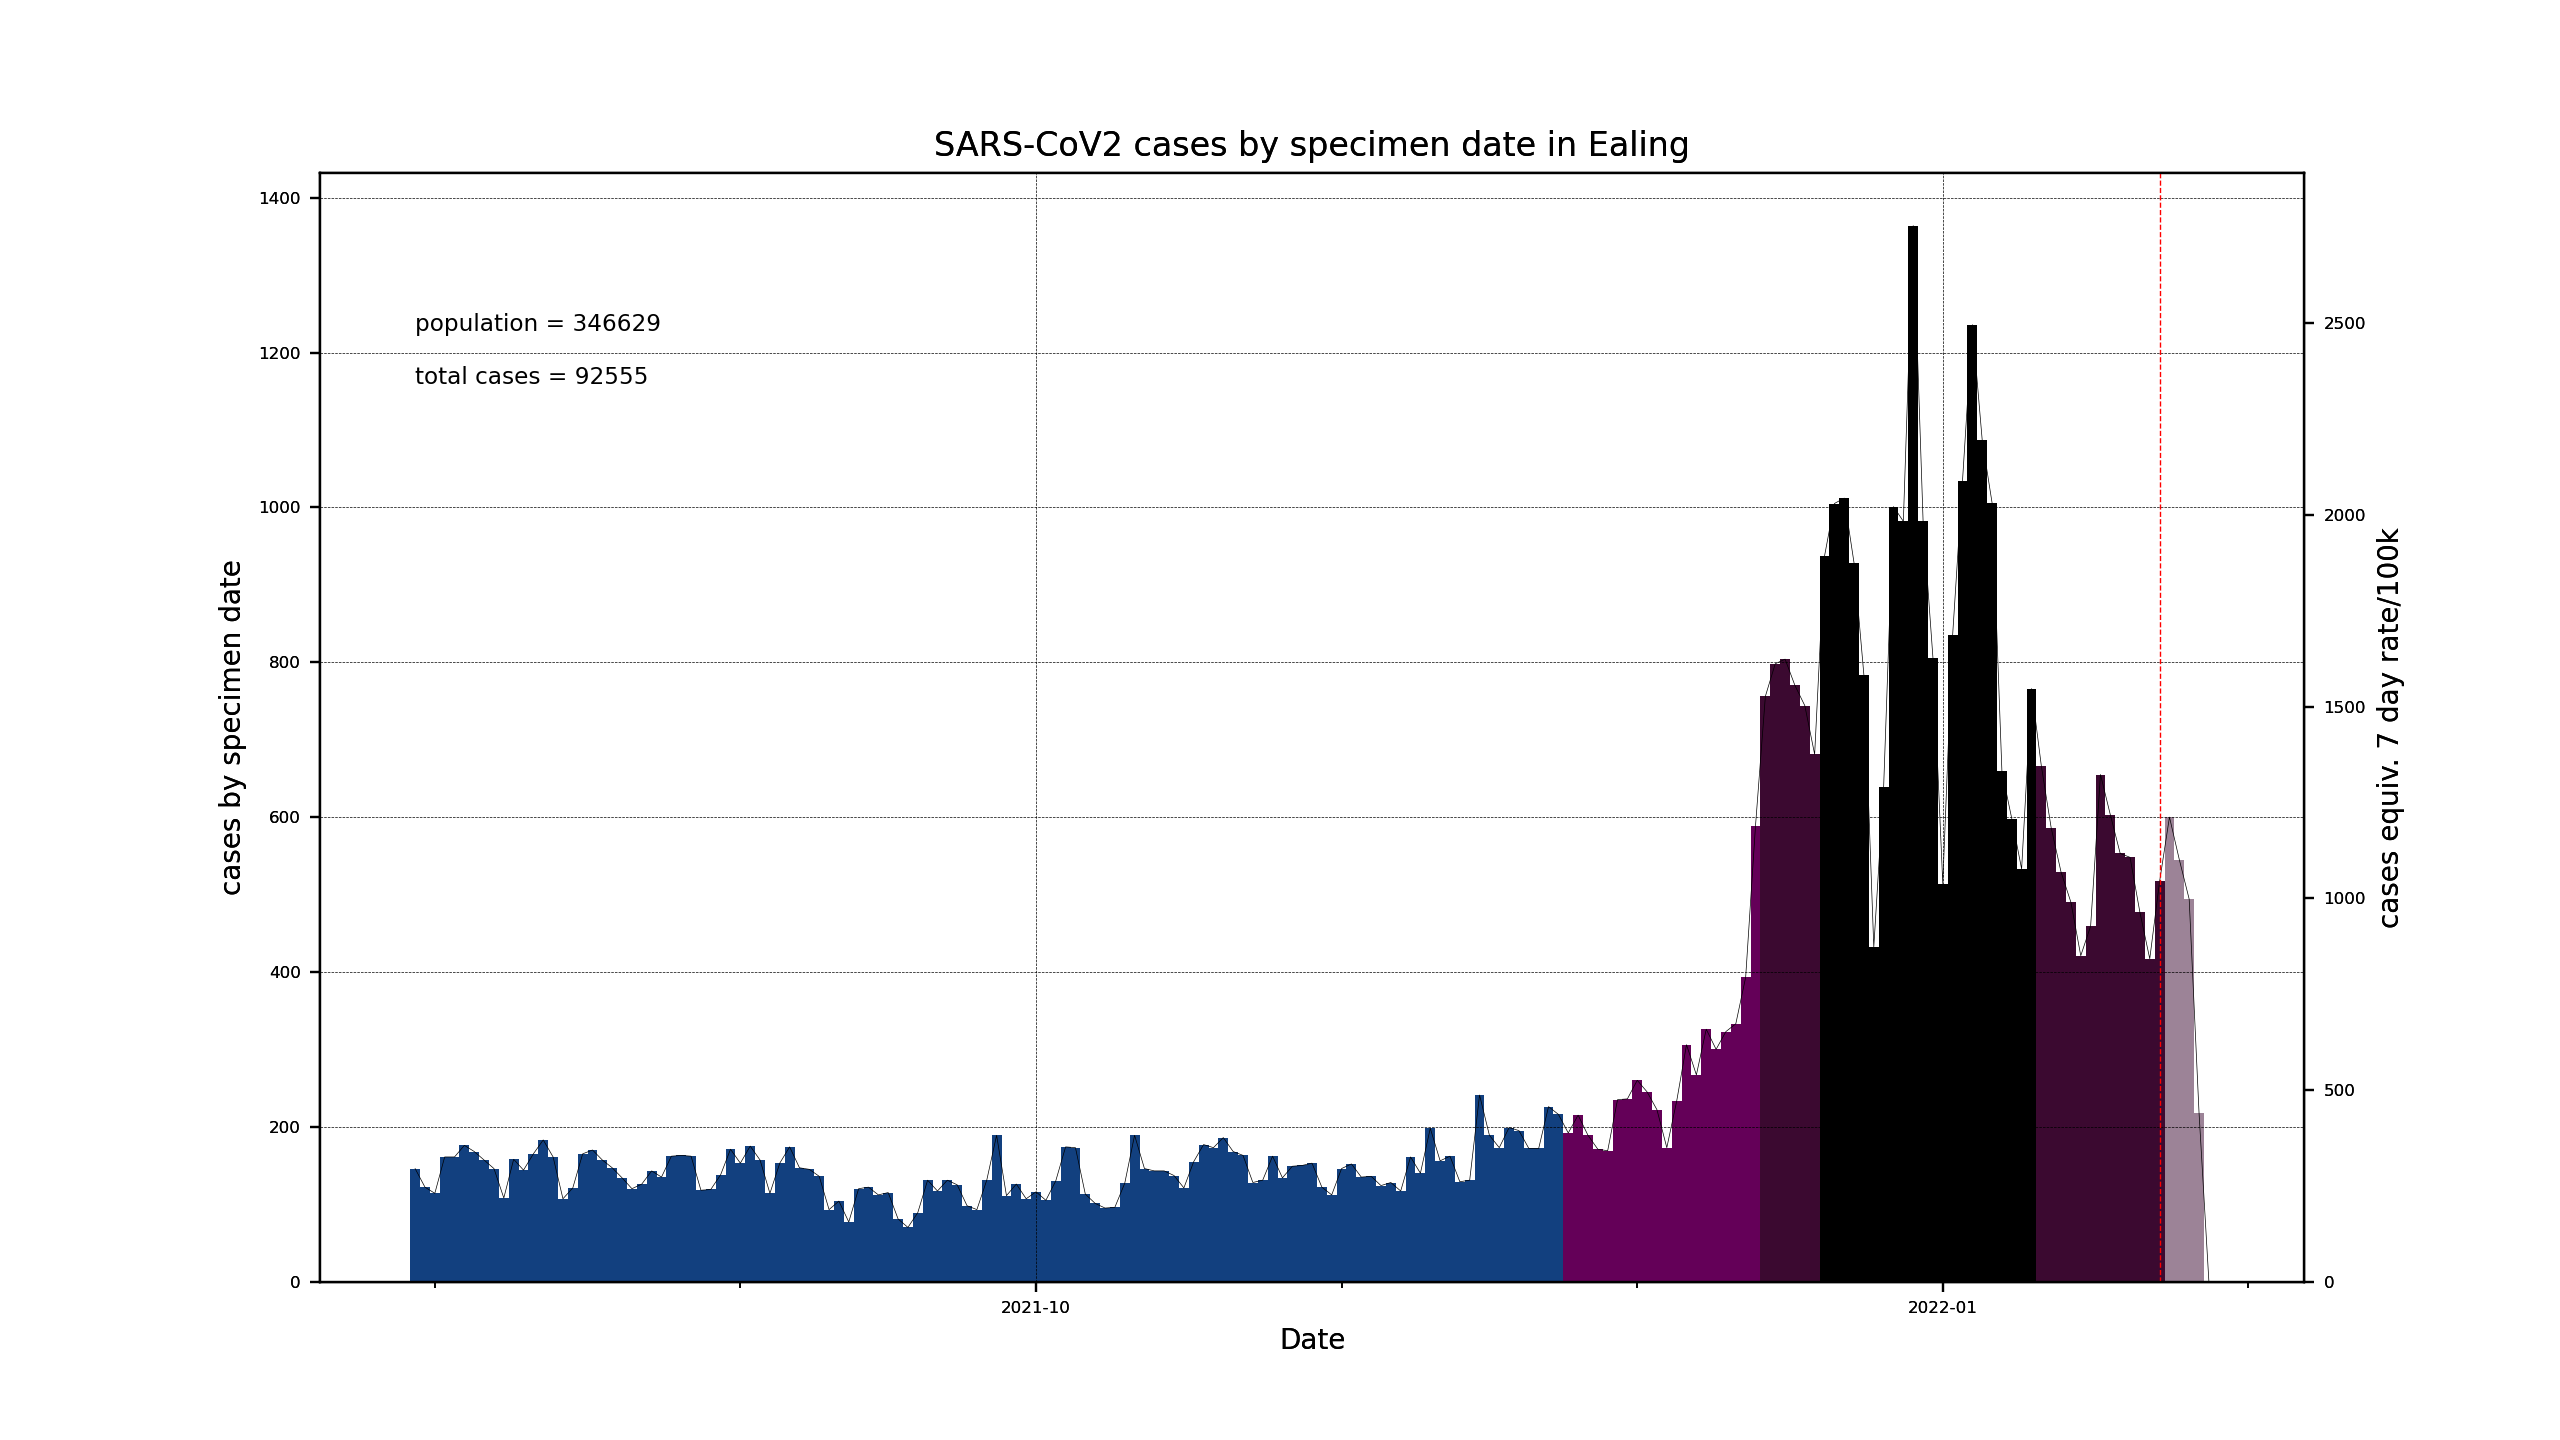 SARS-CoV2 cases by specimen date in Ealing
population = 346629
total cases = 92555
cases by specimen date
1400
1200
1000
800
600
400
200
0
2500
2000
1500
1000
500
0
cases equiv. 7 day rate/100k
2021-10
2022-01
Date